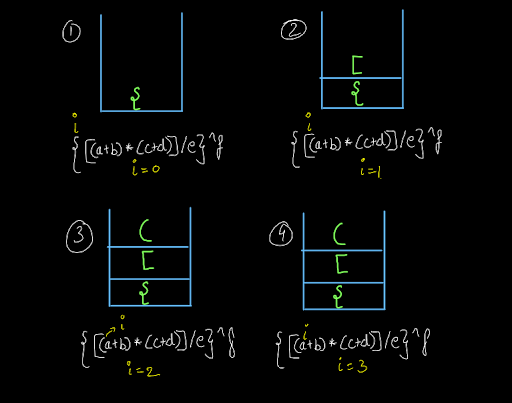 ① ②
[
{ {
i i
{[(a+b)*(c+d)]/e}^f {[(a+b)*(c+d)]/e}^f
i=0 i=1
③ ④
( (
[ [
{ {
i i
{[(a+b)*(c+d)]/e}^f {[(a+b)*(c+d)]/e}^f
i=2 i=3